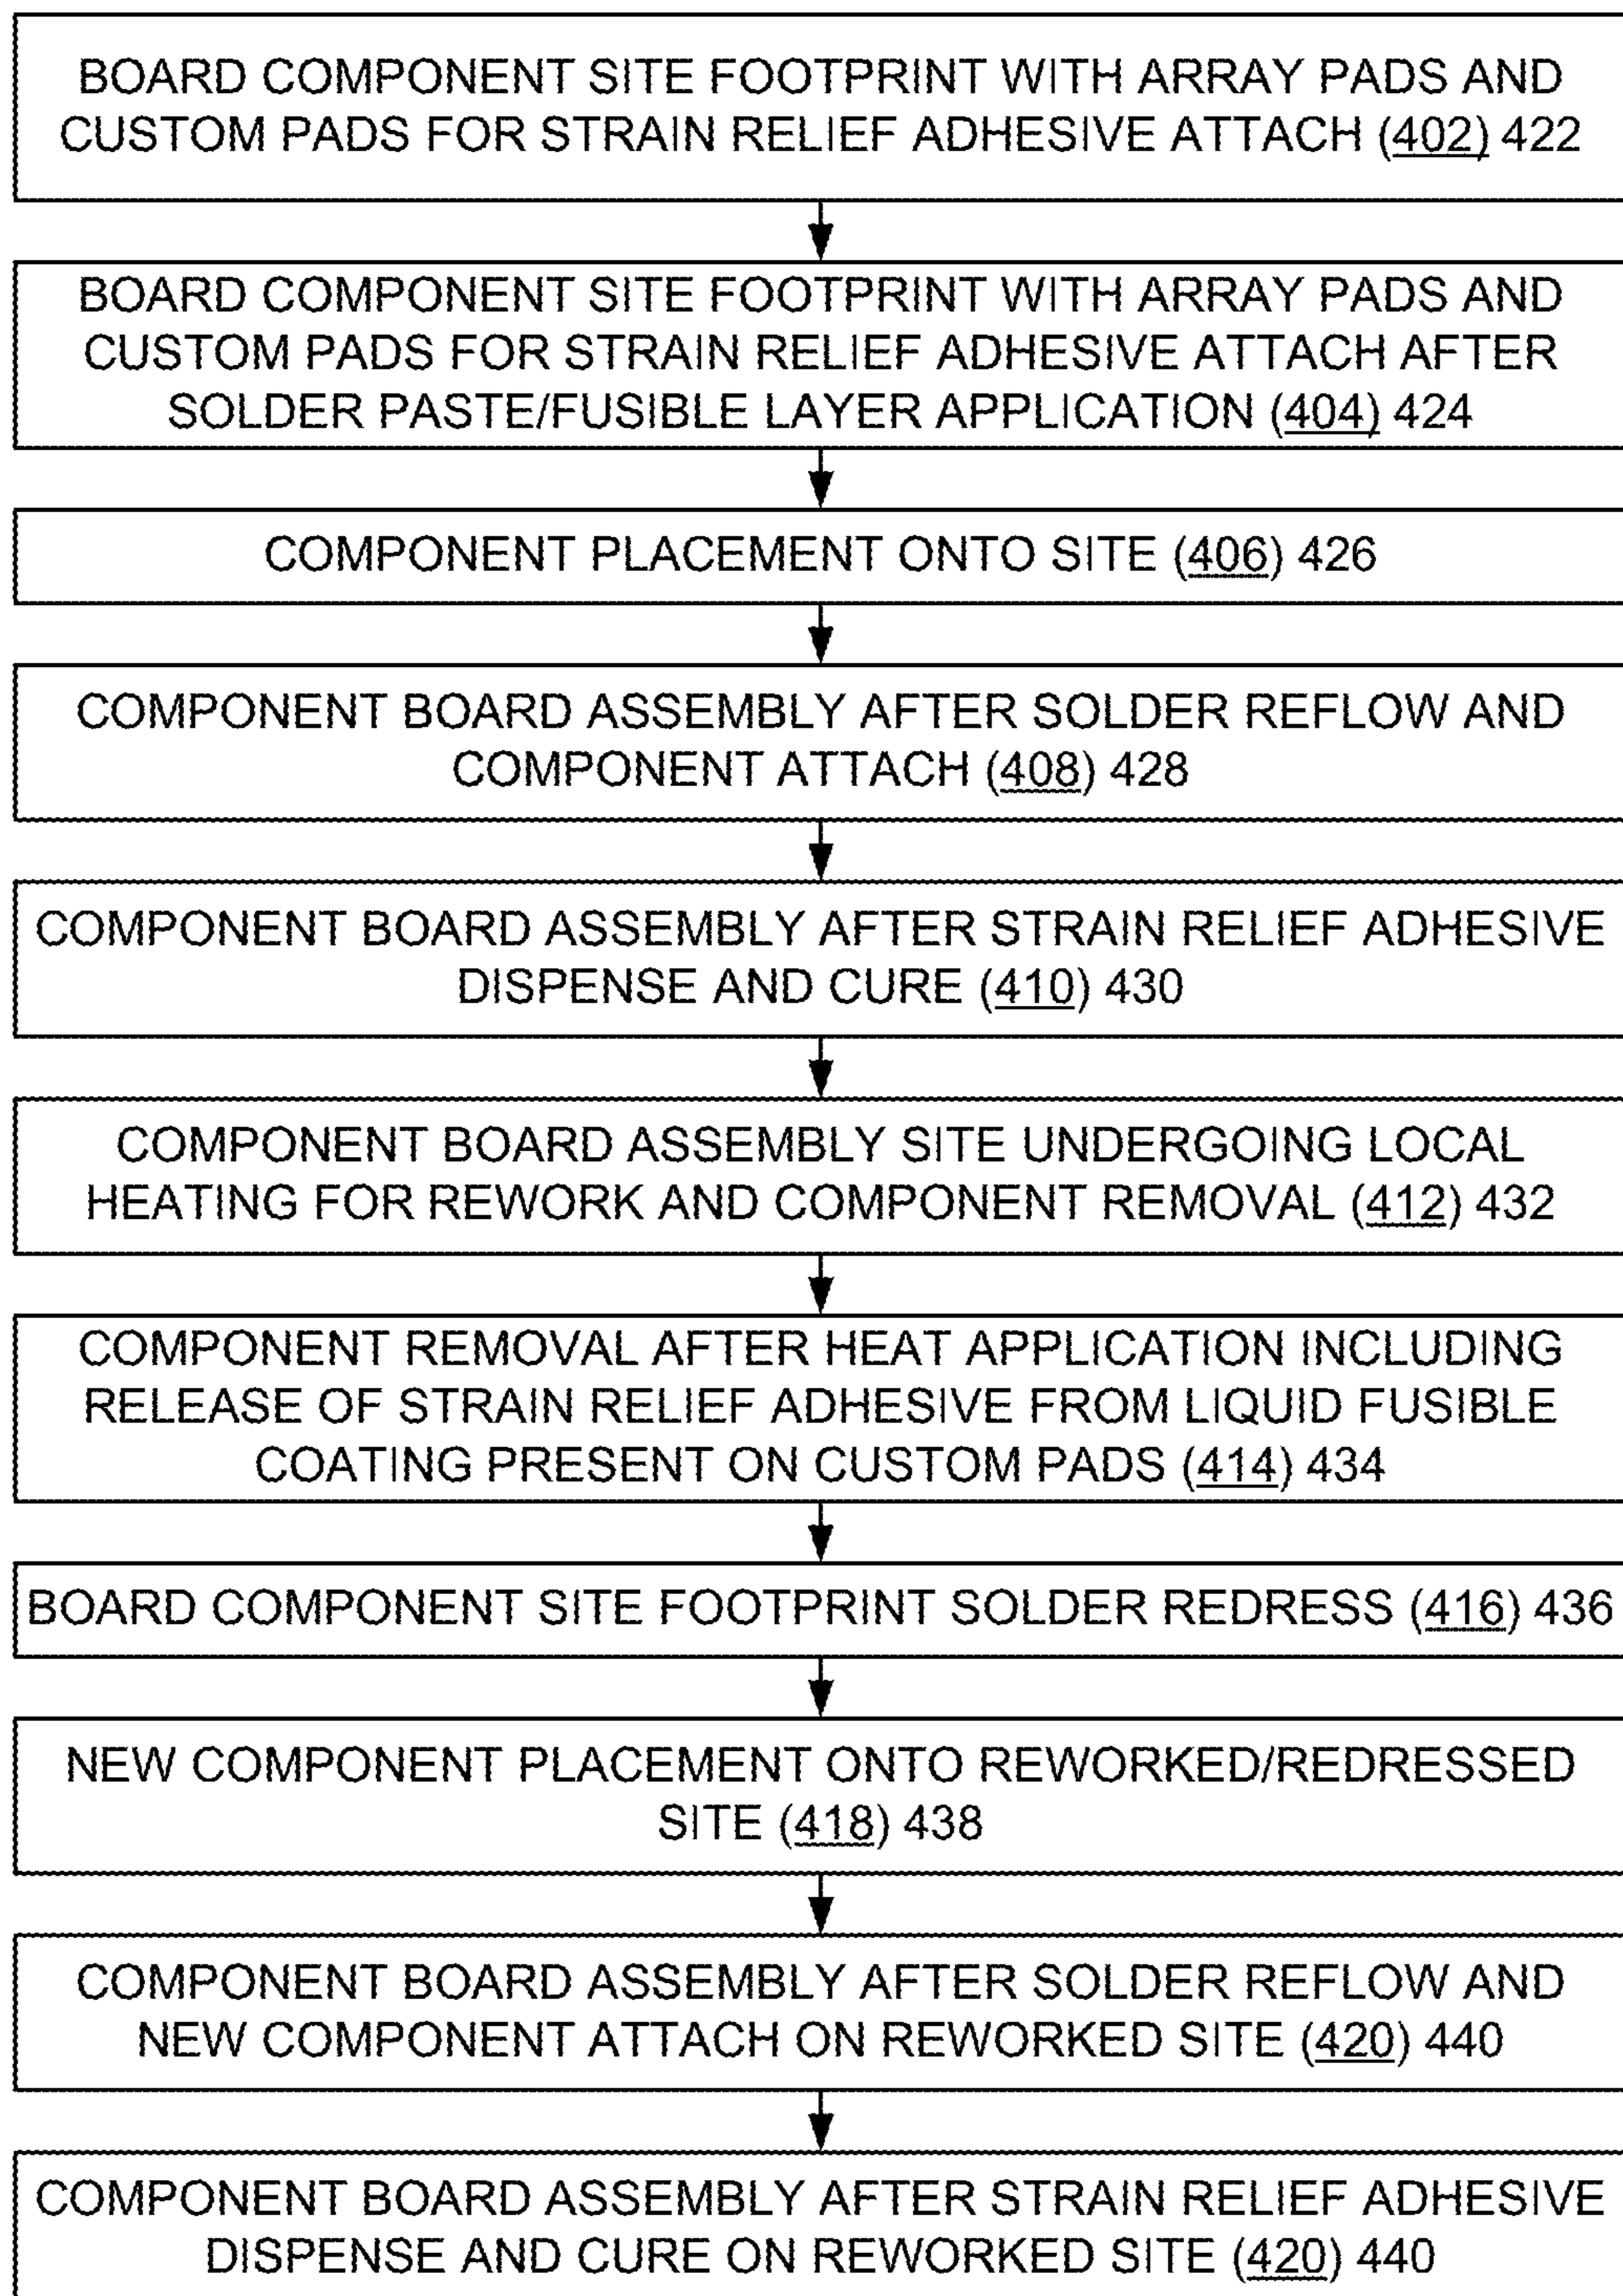 BOARD COMPONENT SITE FOOTPRINT WITH ARRAY PADS AND
CUSTOM PADS FOR STRAIN RELIEF ADHESIVE ATTACH (402) 422
BOARD COMPONENT SITE FOOTPRINT WITH ARRAY PADS AND
CUSTOM PADS FOR STRAIN RELIEF ADHESIVE ATTACH AFTER
SOLDER PASTE/FUSIBLE LAYER APPLICATION (404) 424
COMPONENT PLACEMENT ONTO SITE (406) 426
COMPONENT BOARD ASSEMBLY AFTER SOLDER REFLOW AND
COMPONENT ATTACH (408) 428
COMPONENT BOARD ASSEMBLY AFTER STRAIN RELIEF ADHESIVE
DISPENSE AND CURE (410) 430
COMPONENT BOARD ASSEMBLY SITE UNDERGOING LOCAL
HEATING FOR REWORK AND COMPONENT REMOVAL (412) 432
COMPONENT REMOVAL AFTER HEAT APPLICATION INCLUDING
RELEASE OF STRAIN RELIEF ADHESIVE FROM LIQUID FUSIBLE
COATING PRESENT ON CUSTOM PADS (414) 434
BOARD COMPONENT SITE FOOTPRINT SOLDER REDRESS (416) 436
NEW COMPONENT PLACEMENT ONTO REWORKED/REDRESSED
SITE (418) 438
COMPONENT BOARD ASSEMBLY AFTER SOLDER REFLOW AND
NEW COMPONENT ATTACH ON REWORKED SITE (420) 440
COMPONENT BOARD ASSEMBLY AFTER STRAIN RELIEF ADHESIVE
DISPENSE AND CURE ON REWORKED SITE (420) 440